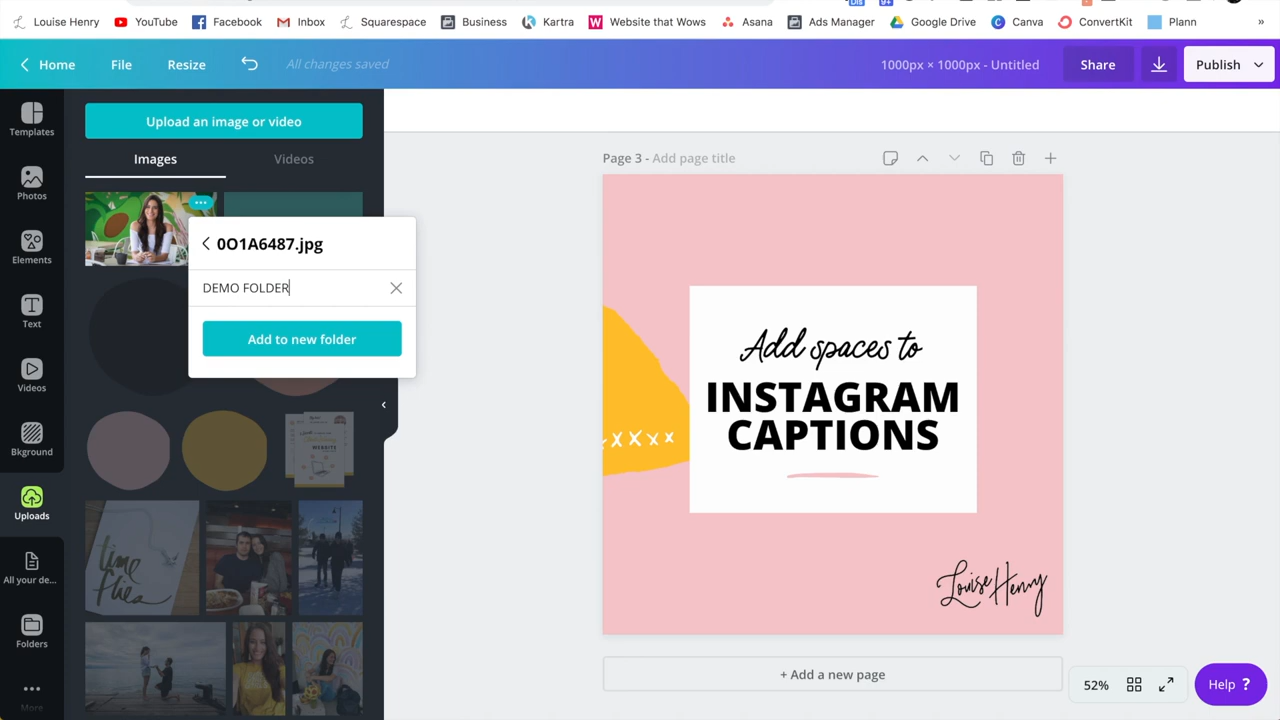 Louise Henry
YouTube
Facebook
Inbox
Squarespace
Business
Kartra
Website that Wows
Asana
Ads Manager
Google Drive
Canva
ConvertKit
Plann
»
Home
File
Resize
All changes saved
1000px × 1000px - Untitled
Share
Publish
Templates
Photos
Elements
Text
Videos
Bkground
Uploads
All your de...
Folders
More
Upload an image or video
Images
Videos
0O1A6487.jpg
DEMO FOLDER
Add to new folder
time
flies
Page 3 - Add page title
Add spaces to
INSTAGRAM
CAPTIONS
Louise Henry
+ Add a new page
52%
Help ?